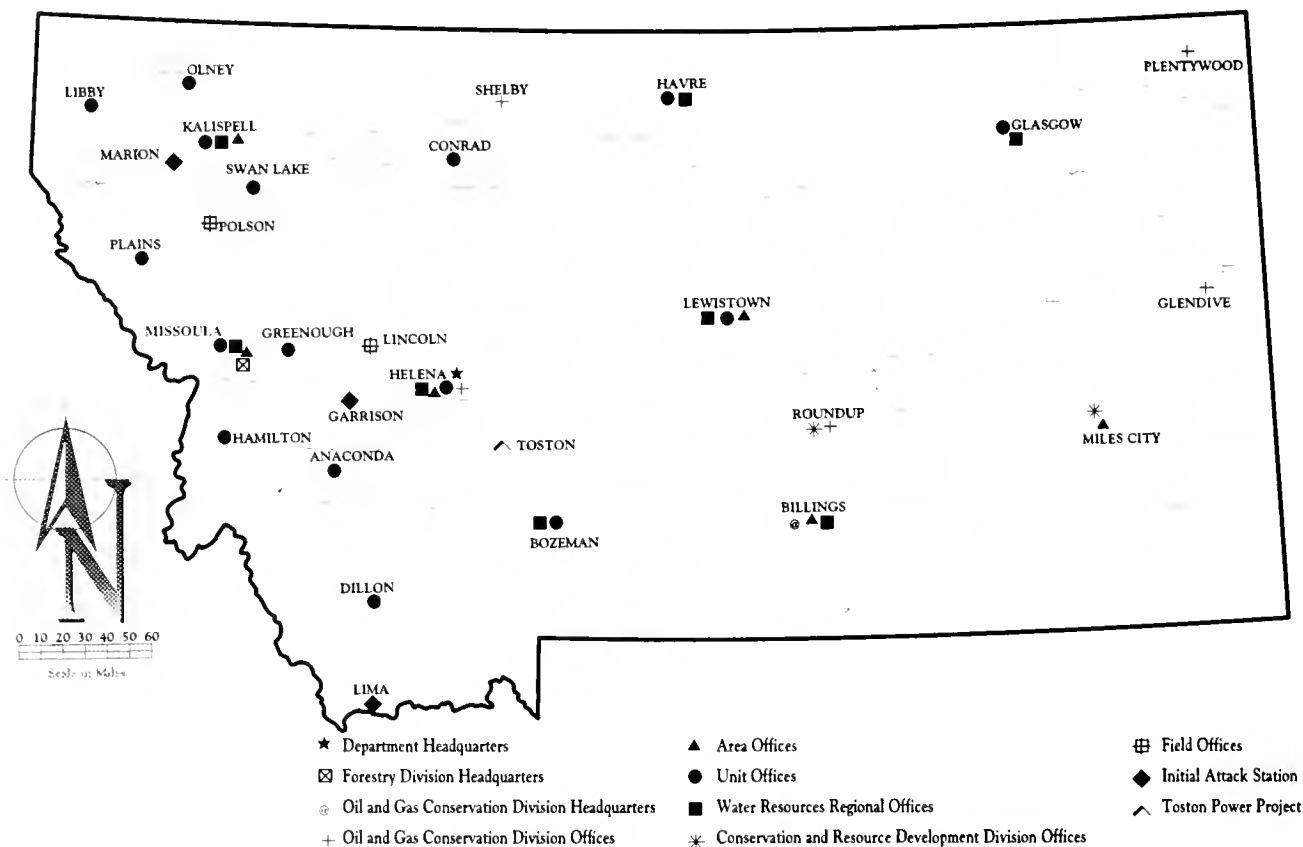 PLENTYWOOD
OLNEY
LIBBY
SHELBY
HAVRE
KALISPELL
GLASGOW
MARION
CONRAD
SWAN LAKE
POLSON
PLAINS
GLENDIVE
LEWISTOWN
MISSOULA
GREENOUGH
LINCOLN
HELENA
GARRISON
ROUNDUP
MILES CITY
HAMILTON
TOSTON
ANACONDA
BILLINGS
BOZEMAN
DILLON
N
0 10 20 30 40 50 60
Scale in Miles
LIMA
Department Headquarters
Forestry Division Headquarters
Oil and Gas Conservation Division Headquarters
Oil and Gas Conservation Division Offices
Area Offices
Unit Offices
Water Resources Regional Offices
Conservation and Resource Development Division Offices
Field Offices
Initial Attack Station
Toston Power Project